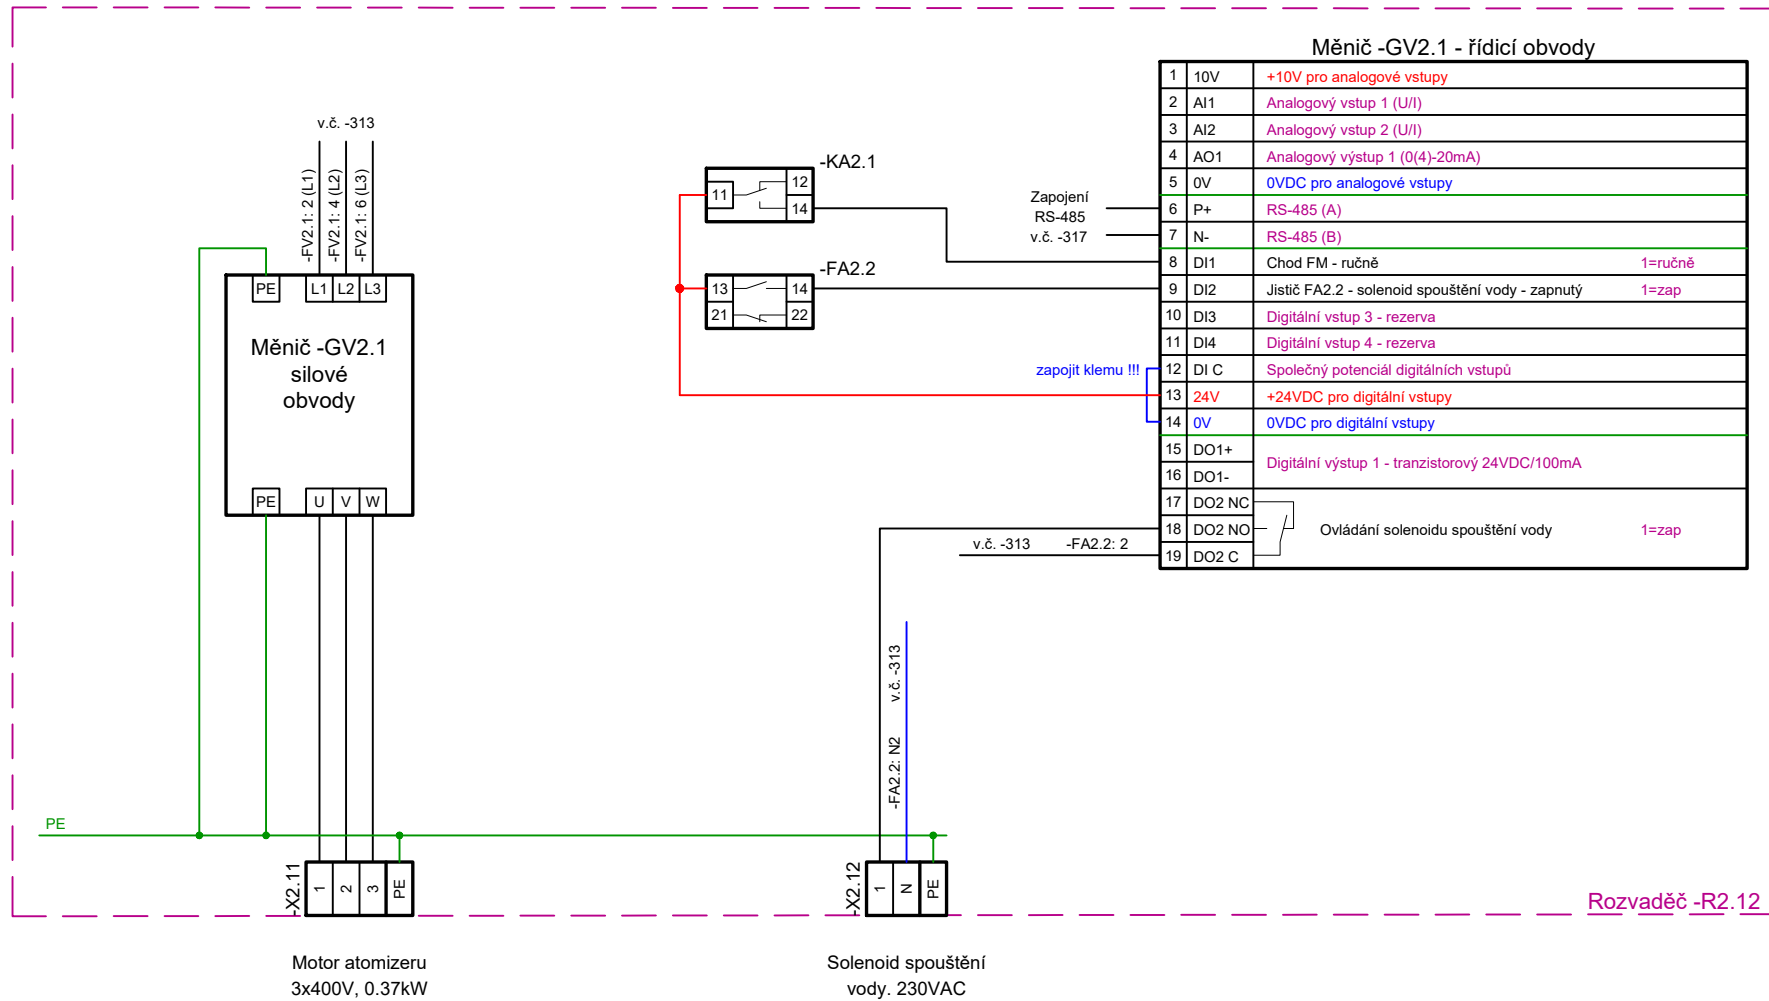 Měnič -GV2.1 - řídicí obvody
1 10V +10V pro analogové vstupy
2 AI1 Analogový vstup 1 (U/I)
3 AI2 Analogový vstup 2 (U/I)
4 AO1 Analogový výstup 1 (0(4)-20mA)
5 0V 0VDC pro analogové vstupy
6 P+ RS-485 (A)
7 N- RS-485 (B)
8 DI1 Chod FM - ručně 1=ručně
9 DI2 Jistič FA2.2 - solenoid spouštění vody - zapnutý 1=zap
10 DI3 Digitální vstup 3 - rezerva
11 DI4 Digitální vstup 4 - rezerva
12 DI C Společný potenciál digitálních vstupů
13 24V +24VDC pro digitální vstupy
14 0V 0VDC pro digitální vstupy
15 DO1+
Digitální výstup 1 - tranzistorový 24VDC/100mA
16 DO1-
17 DO2 NC
18 DO2 NO Ovládání solenoidu spouštění vody 1=zap
19 DO2 C
v.č. -313
-FV2.1: 2 (L1)
-FV2.1: 4 (L2)
-FV2.1: 6 (L3)
PE L1 L2 L3
Měnič -GV2.1
silové
obvody
PE U V W
-KA2.1
11 12
14
-FA2.2
13 14
21 22
Zapojení
RS-485
v.č. -317
zapojit klemu !!!
v.č. -313 -FA2.2: 2
-FA2.2: N2 v.č. -313
PE
-X2.11
1 2 3 PE
-X2.12
1 N PE
Rozvaděč -R2.12
Motor atomizeru
3x400V, 0.37kW
Solenoid spouštění
vody. 230VAC